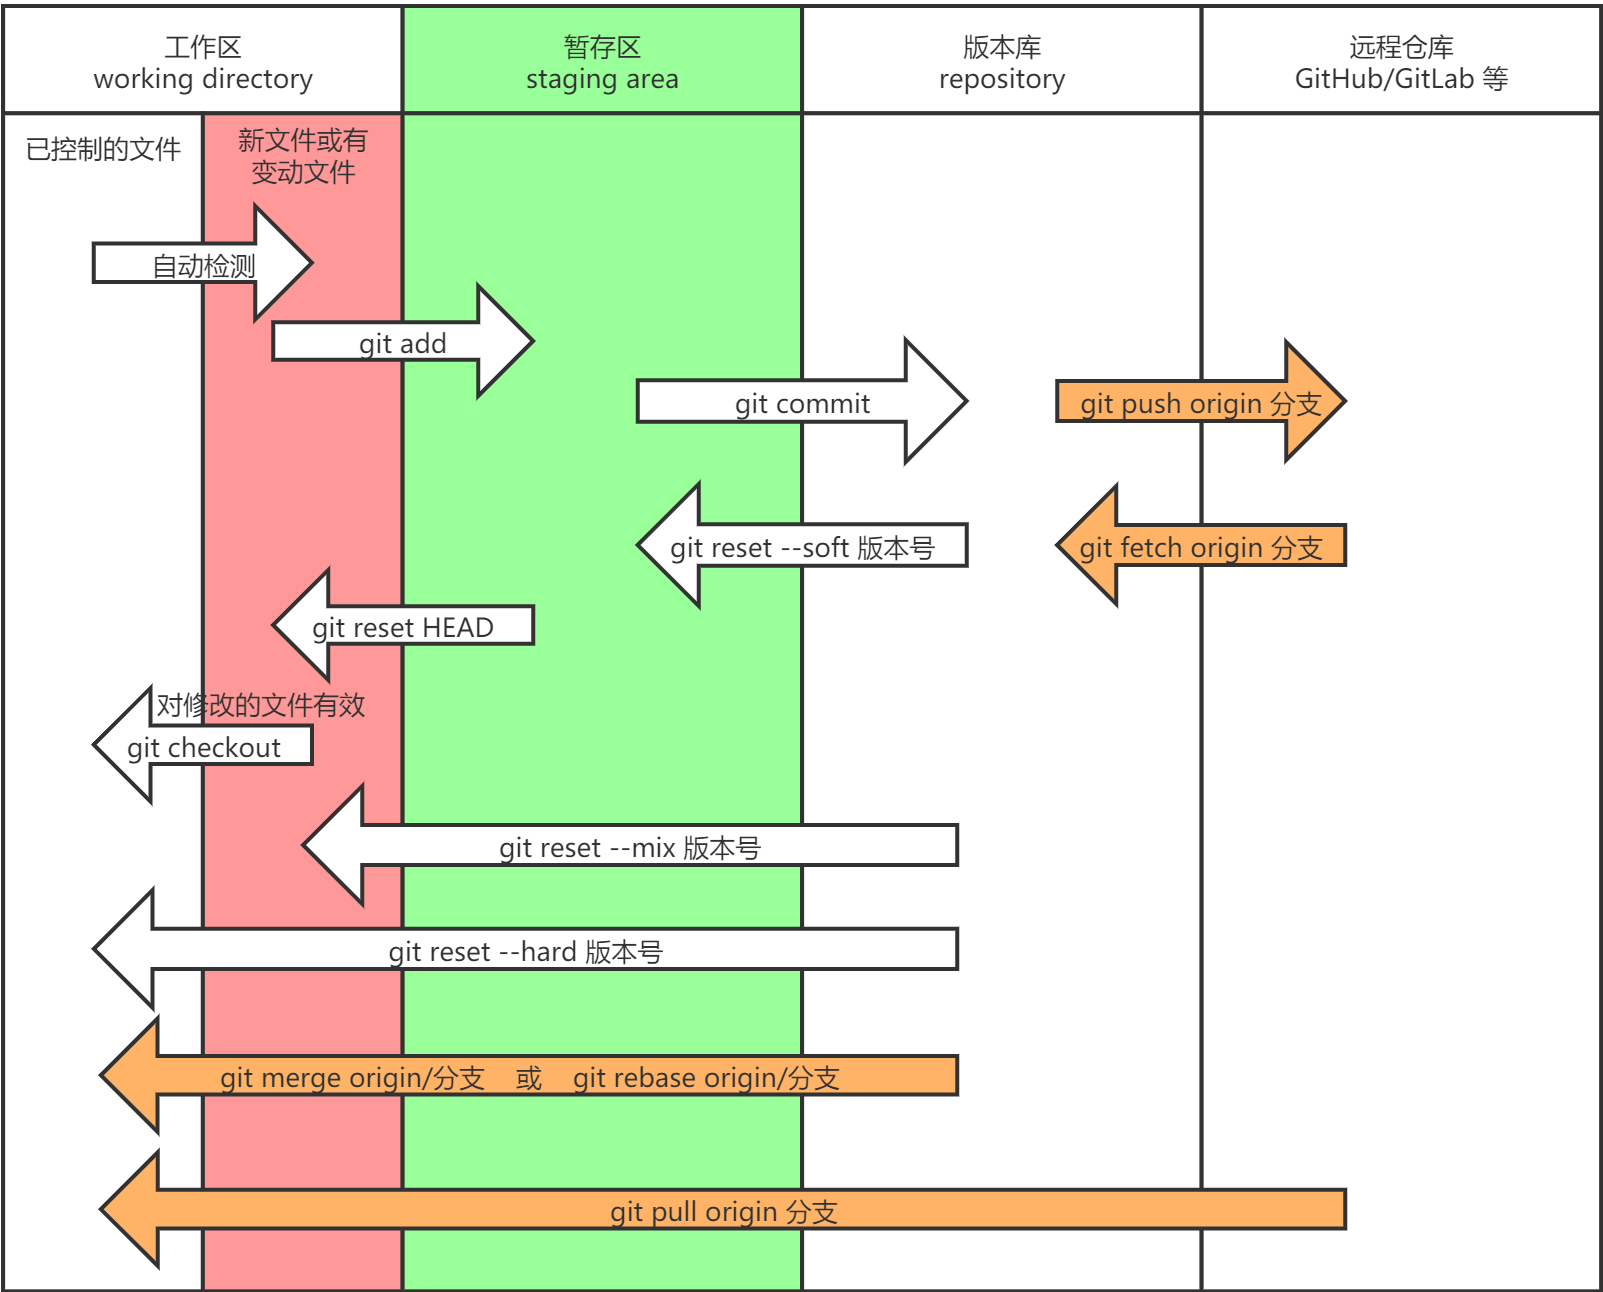 工作区
working directory
暂存区
staging area
版本库
repository
远程仓库
GitHub/GitLab 等
已控制的文件
新文件或有
变动文件
自动检测
git add
git commit
git push origin 分支
git reset --soft 版本号
git fetch origin 分支
git reset HEAD
对修改的文件有效
git checkout
git reset --mix 版本号
git reset --hard 版本号
git merge origin/分支 或 git rebase origin/分支
git pull origin 分支